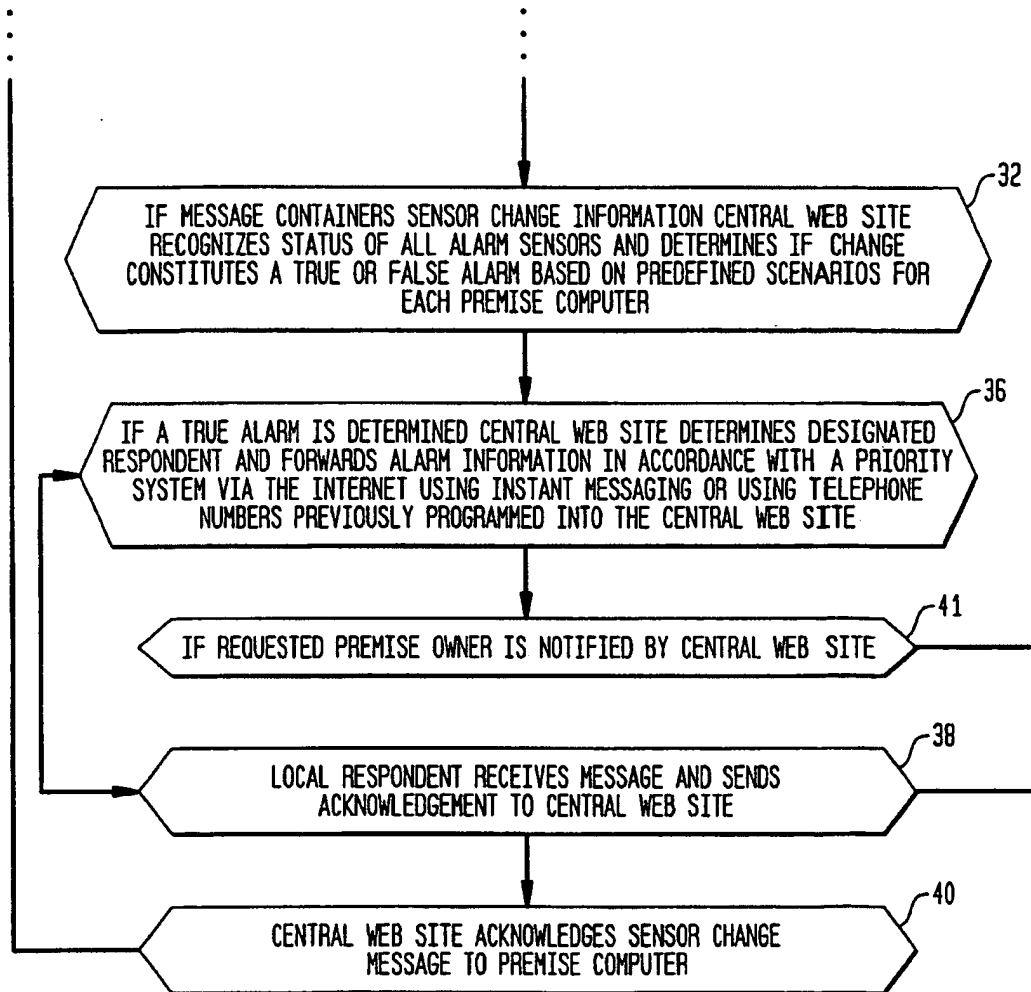 32
IF MESSAGE CONTAINERS SENSOR CHANGE INFORMATION CENTRAL WEB SITE
RECOGNIZES STATUS OF ALL ALARM SENSORS AND DETERMINES IF CHANGE
CONSTITUTES A TRUE OR FALSE ALARM BASED ON PREDEFINED SCENARIOS FOR
EACH PREMISE COMPUTER
36
IF A TRUE ALARM IS DETERMINED CENTRAL WEB SITE DETERMINES DESIGNATED
RESPONDENT AND FORWARDS ALARM INFORMATION IN ACCORDANCE WITH A PRIORITY
SYSTEM VIA THE INTERNET USING INSTANT MESSAGING OR USING TELEPHONE
NUMBERS PREVIOUSLY PROGRAMMED INTO THE CENTRAL WEB SITE
41
IF REQUESTED PREMISE OWNER IS NOTIFIED BY CENTRAL WEB SITE
38
LOCAL RESPONDENT RECEIVES MESSAGE AND SENDS
ACKNOWLEDGEMENT TO CENTRAL WEB SITE
40
CENTRAL WEB SITE ACKNOWLEDGES SENSOR CHANGE
MESSAGE TO PREMISE COMPUTER